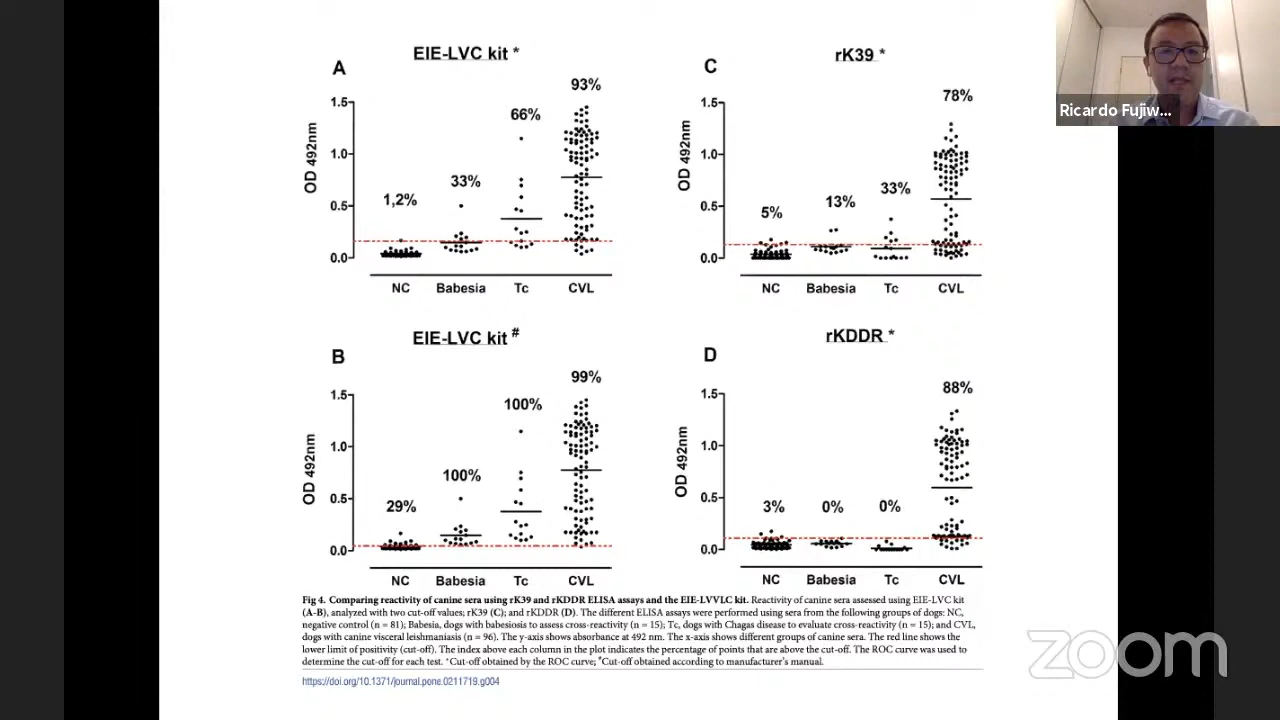 EIE-LVC kit *
A
93%
66%
33%
1,2%
1.5
1.0
0.5
0.0
OD 492nm
NC Babesia Tc CVL
rK39 *
C
78%
33%
13%
5%
1.5
1.0
0.5
0.0
OD 492nm
NC Babesia Tc CVL
EIE-LVC kit #
B
99%
100%
100%
29%
1.5
1.0
0.5
0.0
OD 492nm
NC Babesia Tc CVL
rKDDR *
D
88%
3% 0% 0%
1.5
1.0
0.5
0.0
OD 492nm
NC Babesia Tc CVL
Fig 4. Comparing reactivity of canine sera using rK39 and rKDDR ELISA assays and the EIE-LVVLC kit. Reactivity of canine sera assessed using EIE-LVC kit
(A-B), analyzed with two cut-off values; rK39 (C); and rKDDR (D). The different ELISA assays were performed using sera from the following groups of dogs: NC,
negative control (n = 81); Babesia, dogs with babesiosis to assess cross-reactivity (n = 15); Tc, dogs with Chagas disease to evaluate cross-reactivity (n = 15); and CVL,
dogs with canine visceral leishmaniasis (n = 96). The y-axis shows absorbance at 492 nm. The x-axis shows different groups of canine sera. The red line shows the
lower limit of positivity (cut-off). The index above each column in the plot indicates the percentage of points that are above the cut-off. The ROC curve was used to
determine the cut-off for each test. *Cut-off obtained by the ROC curve; #Cut-off obtained according to manufacturer's manual.
https://doi.org/10.1371/journal.pone.0211719.g004
Ricardo Fujiw...
zoom